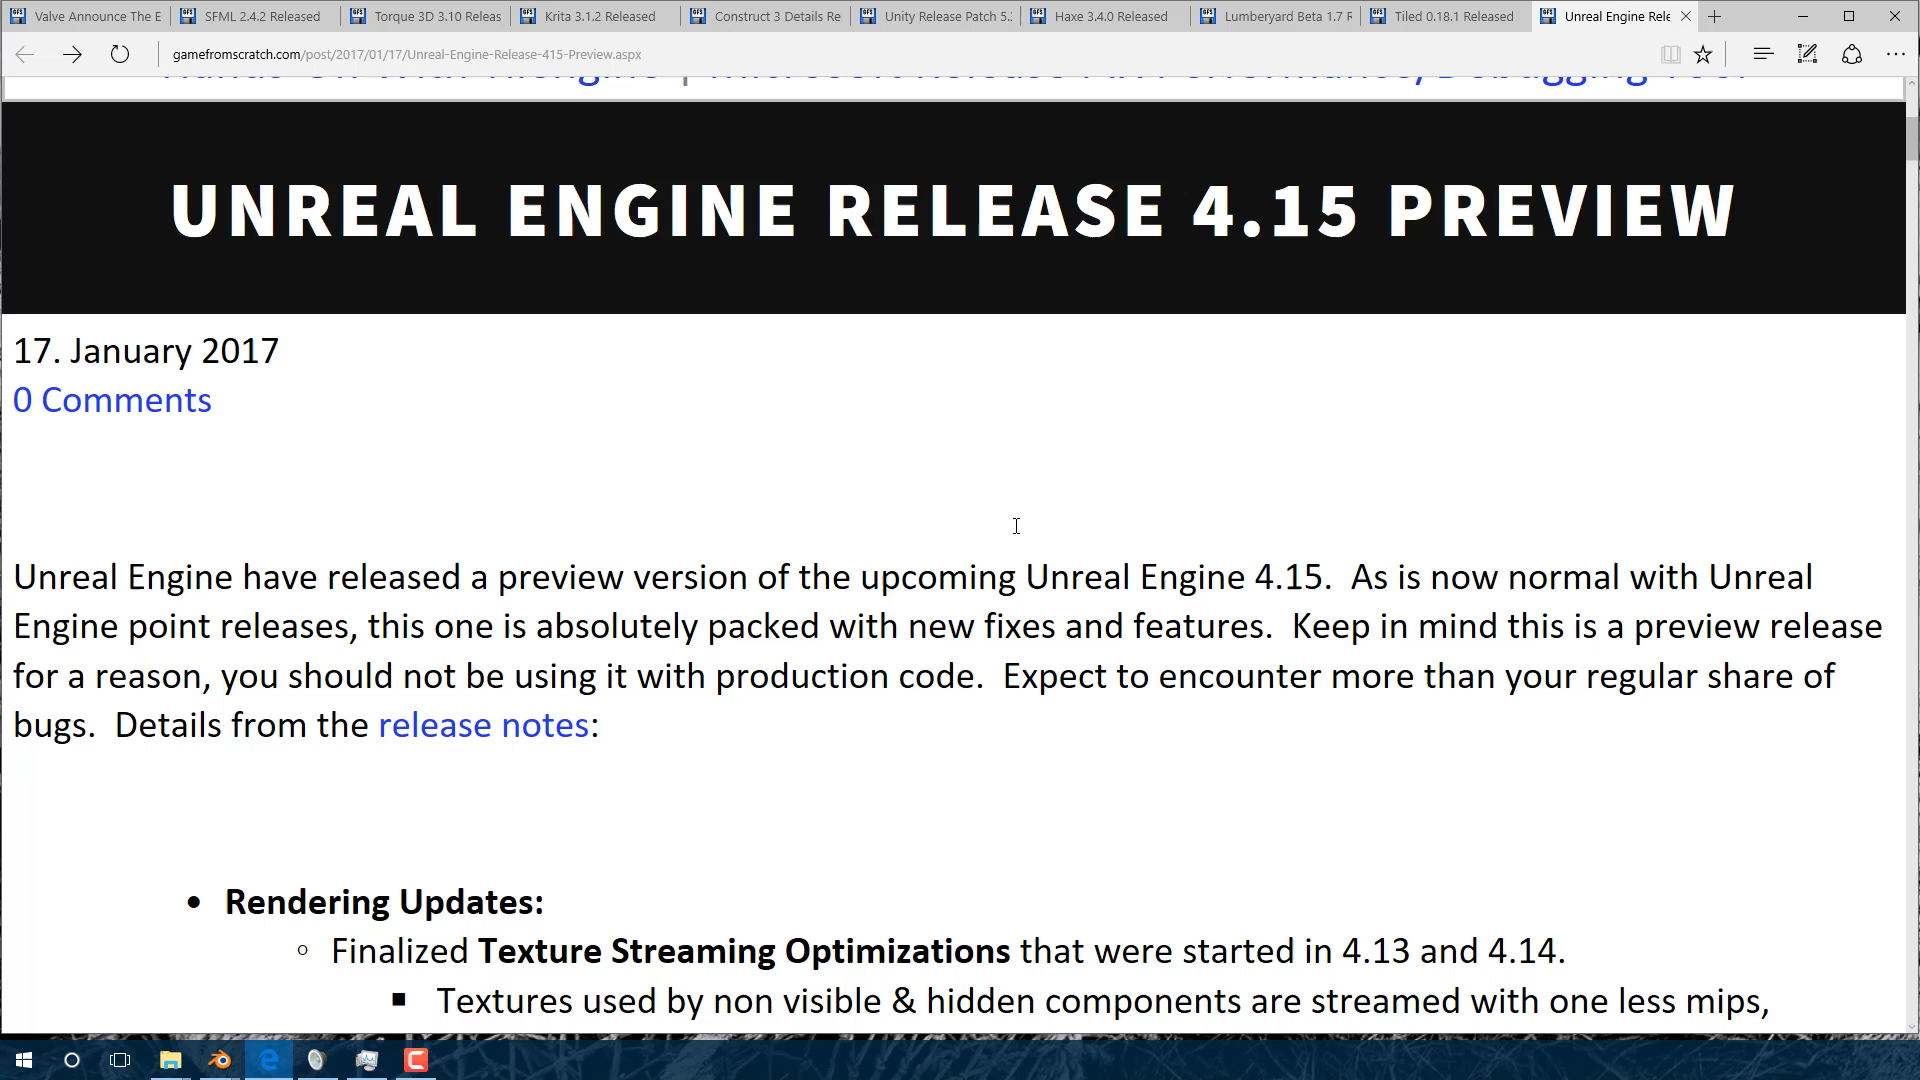 Valve Announce The E
SFML 2.4.2 Released
Torque 3D 3.10 Releas
Krita 3.1.2 Released
Construct 3 Details Re
Unity Release Patch 5.
Haxe 3.4.0 Released
Lumberyard Beta 1.7 R
Tiled 0.18.1 Released
Unreal Engine Rele
gamefromscratch.com/post/2017/01/17/Unreal-Engine-Release-415-Preview.aspx
UNREAL ENGINE RELEASE 4.15 PREVIEW
17. January 2017
0 Comments
Unreal Engine have released a preview version of the upcoming Unreal Engine 4.15. As is now normal with Unreal
Engine point releases, this one is absolutely packed with new fixes and features. Keep in mind this is a preview release
for a reason, you should not be using it with production code. Expect to encounter more than your regular share of
bugs. Details from the release notes:
• Rendering Updates:
○ Finalized Texture Streaming Optimizations that were started in 4.13 and 4.14.
■ Textures used by non visible & hidden components are streamed with one less mips,